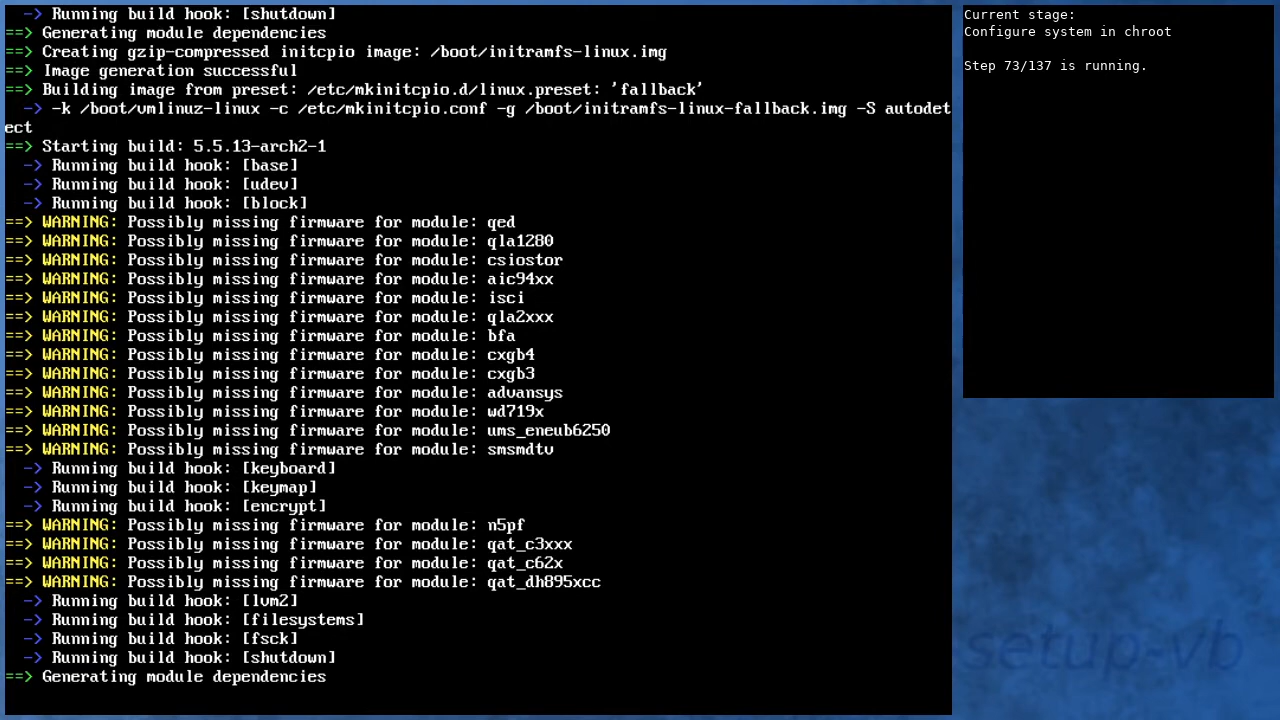 -> Running build hook: [shutdown]
==> Generating module dependencies
==> Creating gzip-compressed initcpio image: /boot/initramfs-linux.img
==> Image generation successful
==> Building image from preset: /etc/mkinitcpio.d/linux.preset: 'fallback'
-> -k /boot/vmlinuz-linux -c /etc/mkinitcpio.conf -g /boot/initramfs-linux-fallback.img -S autodet
ect
==> Starting build: 5.5.13-arch2-1
-> Running build hook: [base]
-> Running build hook: [udev]
-> Running build hook: [block]
==> WARNING: Possibly missing firmware for module: qed
==> WARNING: Possibly missing firmware for module: qla1280
==> WARNING: Possibly missing firmware for module: csiostor
==> WARNING: Possibly missing firmware for module: aic94xx
==> WARNING: Possibly missing firmware for module: isci
==> WARNING: Possibly missing firmware for module: qla2xxx
==> WARNING: Possibly missing firmware for module: bfa
==> WARNING: Possibly missing firmware for module: cxgb4
==> WARNING: Possibly missing firmware for module: cxgb3
==> WARNING: Possibly missing firmware for module: advansys
==> WARNING: Possibly missing firmware for module: wd719x
==> WARNING: Possibly missing firmware for module: ums_eneub6250
==> WARNING: Possibly missing firmware for module: smsmdtv
-> Running build hook: [keyboard]
-> Running build hook: [keymap]
-> Running build hook: [encrypt]
==> WARNING: Possibly missing firmware for module: n5pf
==> WARNING: Possibly missing firmware for module: qat_c3xxx
==> WARNING: Possibly missing firmware for module: qat_c62x
==> WARNING: Possibly missing firmware for module: qat_dh895xcc
-> Running build hook: [lvm2]
-> Running build hook: [filesystems]
-> Running build hook: [fsck]
-> Running build hook: [shutdown]
==> Generating module dependencies
Current stage:
Configure system in chroot
Step 73/137 is running.
setup-vb